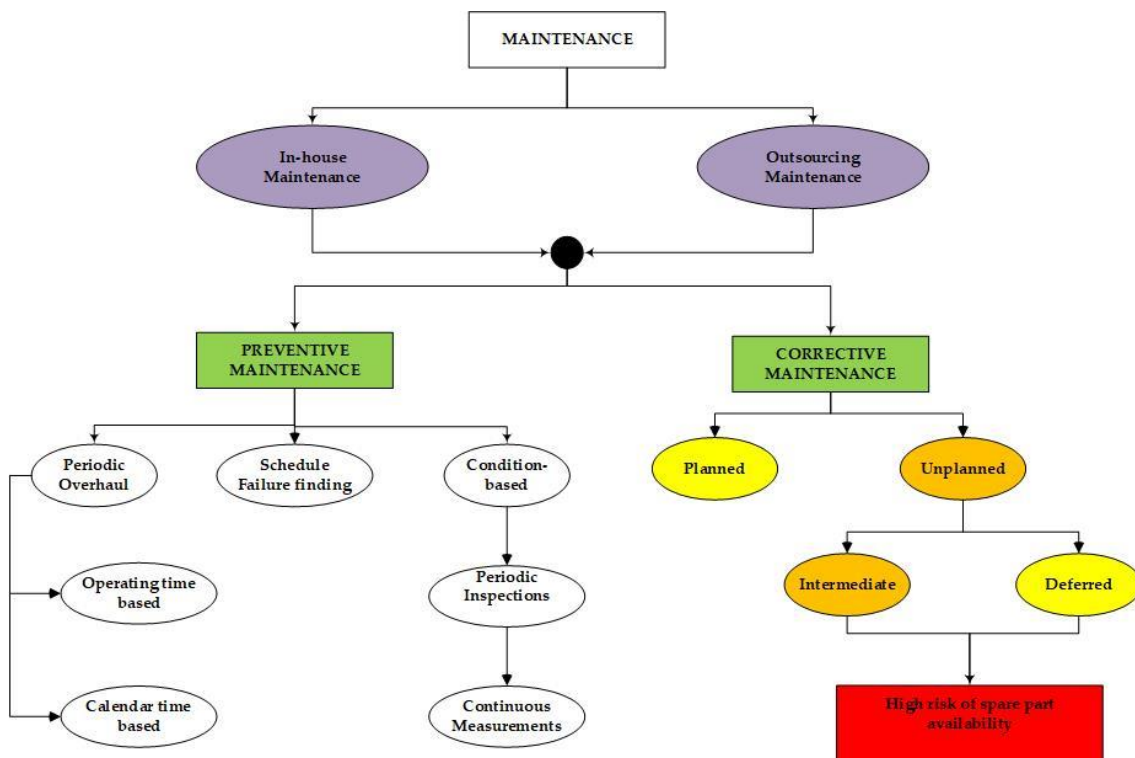 MAINTENANCE
In-house
Maintenance
Outsourcing
Maintenance
PREVENTIVE
MAINTENANCE
CORRECTIVE
MAINTENANCE
Periodic
Overhaul
Schedule
Failure finding
Condition-
based
Planned
Unplanned
Operating time
based
Periodic
Inspections
Intermediate
Deferred
Calendar time
based
Continuous
Measurements
High risk of spare part
availability